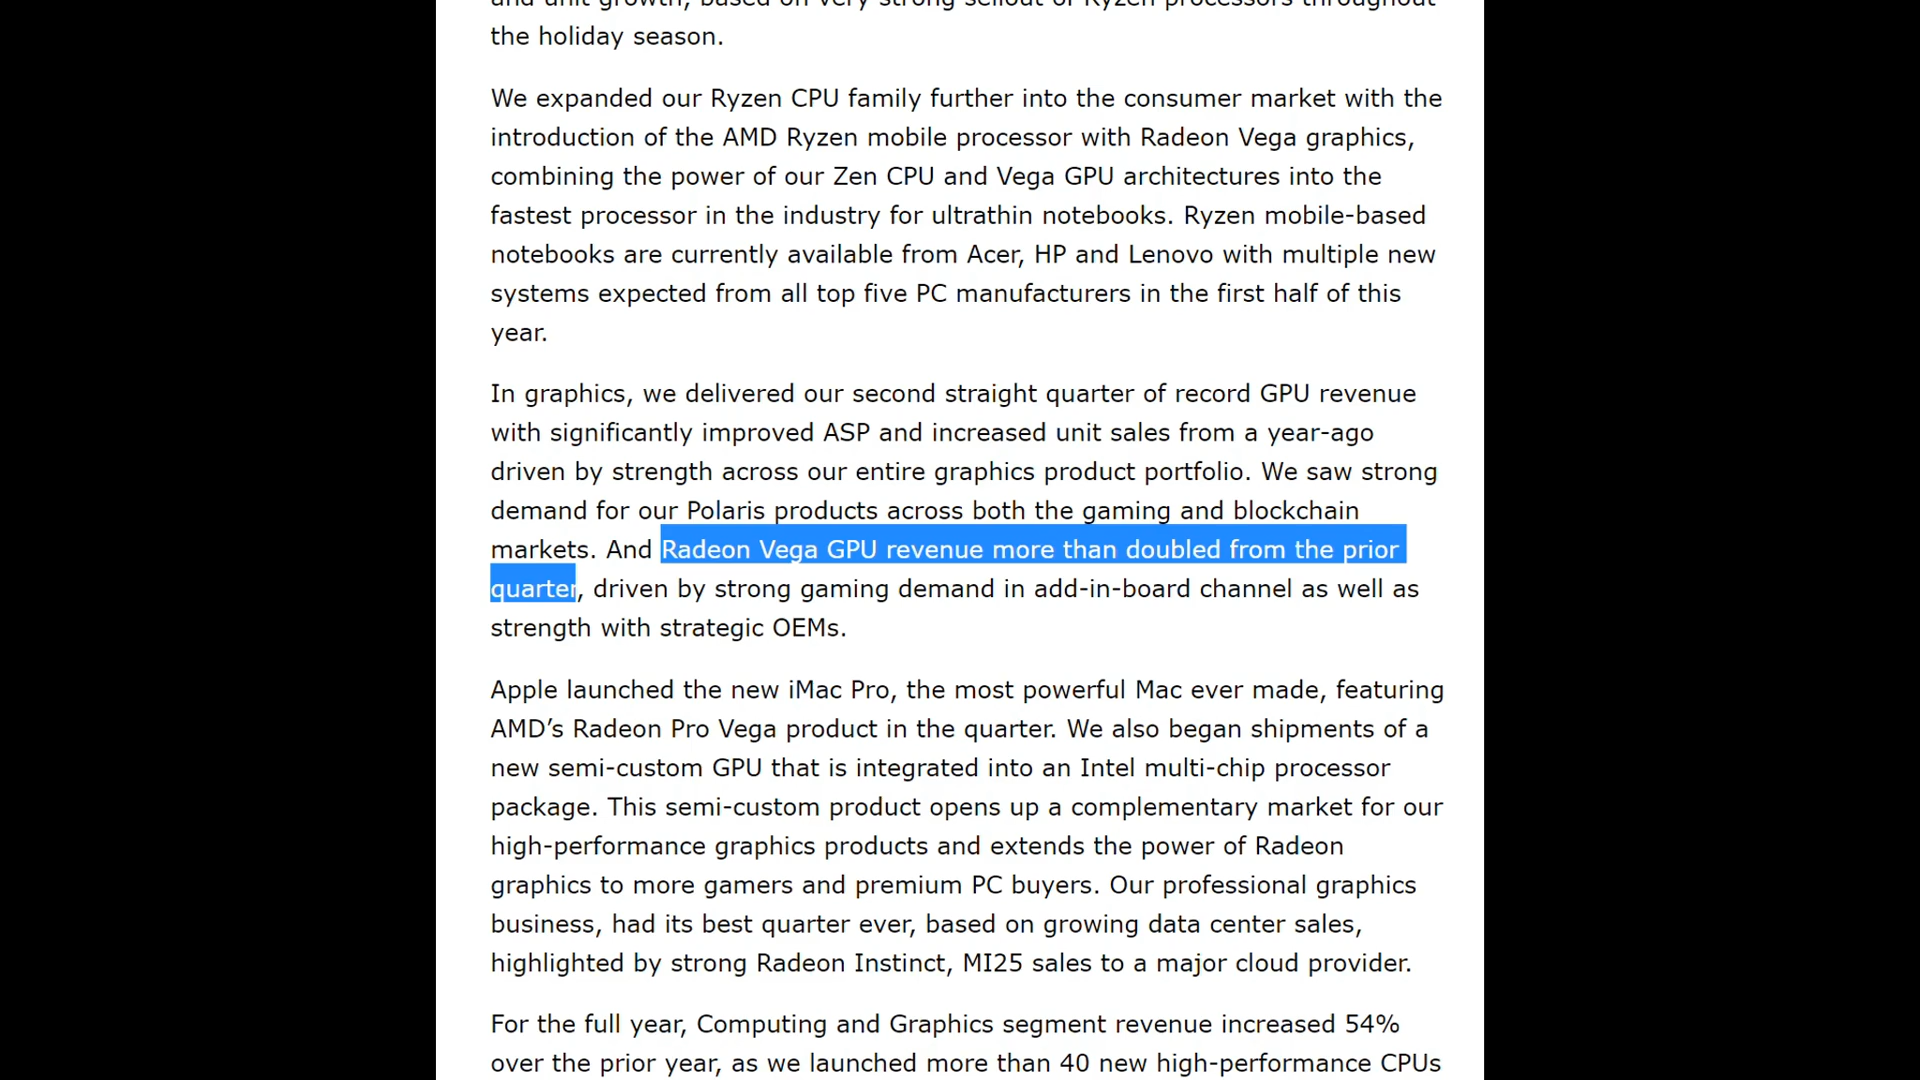 and unit growth, based on very strong sellout of Ryzen processors throughout
the holiday season.
We expanded our Ryzen CPU family further into the consumer market with the
introduction of the AMD Ryzen mobile processor with Radeon Vega graphics,
combining the power of our Zen CPU and Vega GPU architectures into the
fastest processor in the industry for ultrathin notebooks. Ryzen mobile-based
notebooks are currently available from Acer, HP and Lenovo with multiple new
systems expected from all top five PC manufacturers in the first half of this
year.
In graphics, we delivered our second straight quarter of record GPU revenue
with significantly improved ASP and increased unit sales from a year-ago
driven by strength across our entire graphics product portfolio. We saw strong
demand for our Polaris products across both the gaming and blockchain
markets. And Radeon Vega GPU revenue more than doubled from the prior
quarter, driven by strong gaming demand in add-in-board channel as well as
strength with strategic OEMs.
Apple launched the new iMac Pro, the most powerful Mac ever made, featuring
AMD’s Radeon Pro Vega product in the quarter. We also began shipments of a
new semi-custom GPU that is integrated into an Intel multi-chip processor
package. This semi-custom product opens up a complementary market for our
high-performance graphics products and extends the power of Radeon
graphics to more gamers and premium PC buyers. Our professional graphics
business, had its best quarter ever, based on growing data center sales,
highlighted by strong Radeon Instinct, MI25 sales to a major cloud provider.
For the full year, Computing and Graphics segment revenue increased 54%
over the prior year, as we launched more than 40 new high-performance CPUs